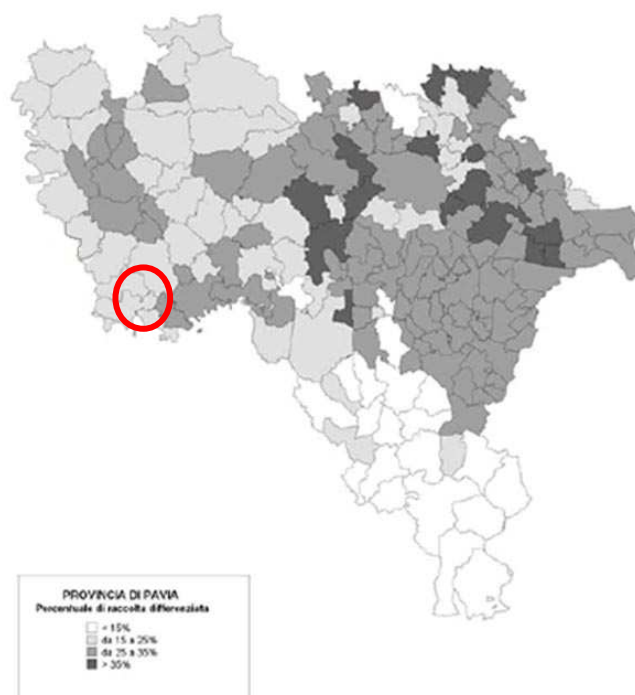 PROVINCIA DI PAVIA
Percentuale di raccolta differenziata
< 15%
da 15 a 25%
da 25 a 35%
> 35%